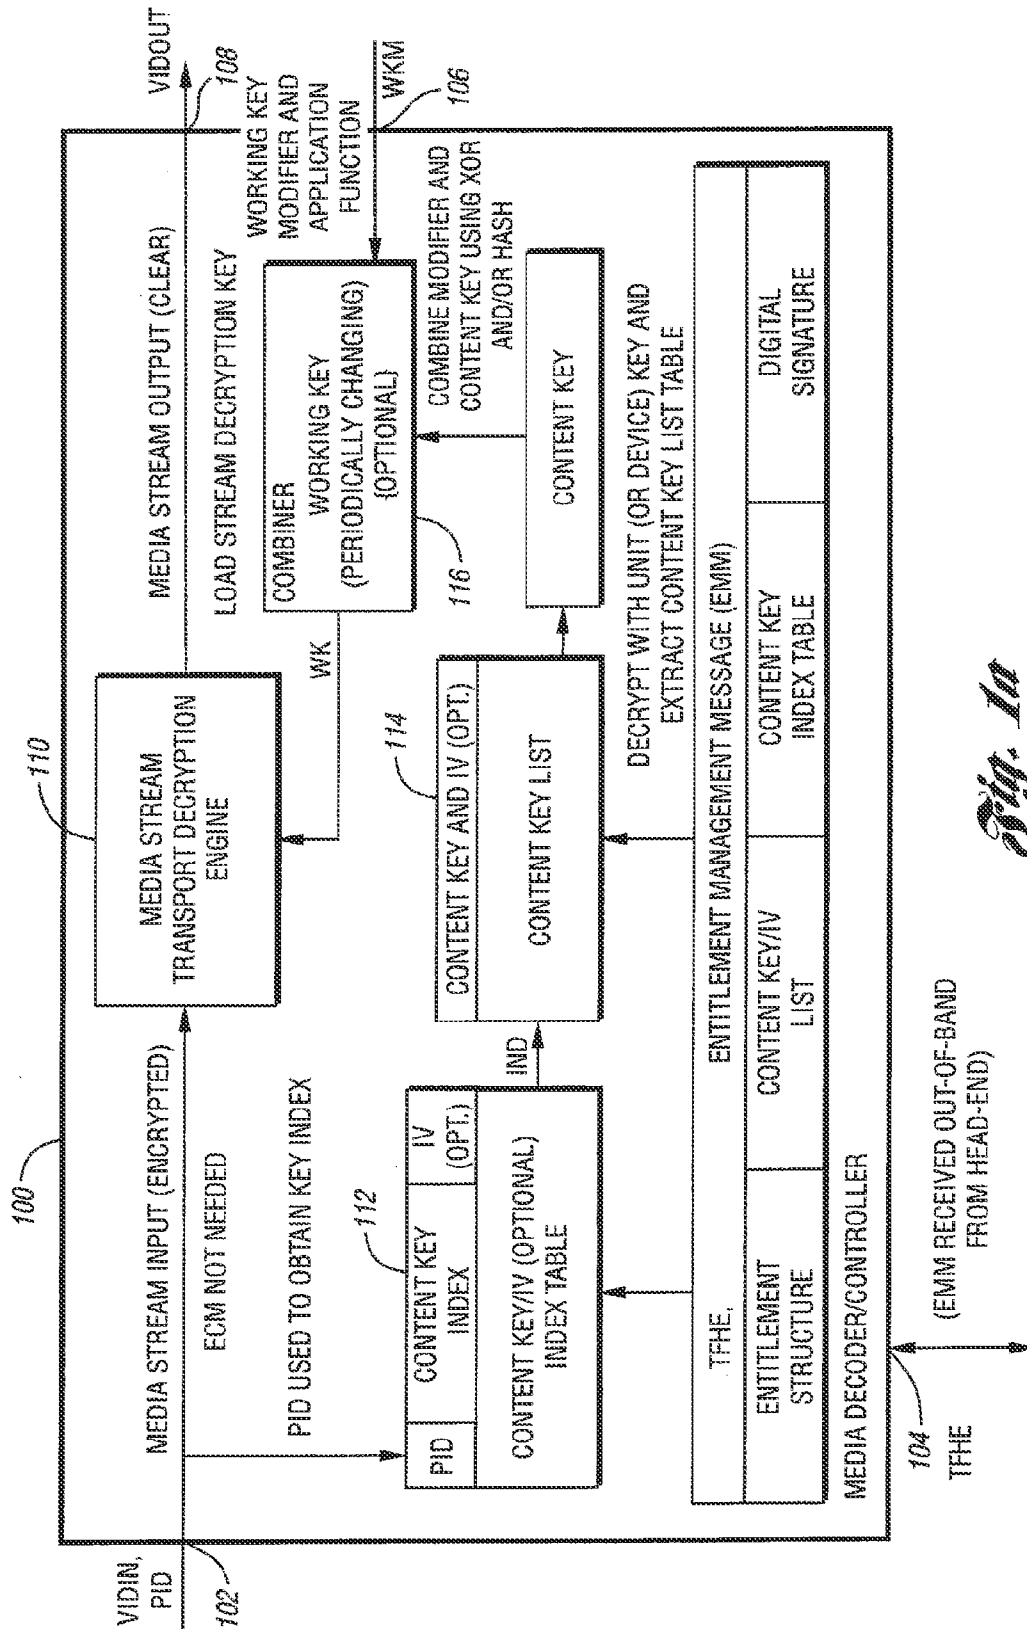 100
VIDIN,
PID
102
MEDIA STREAM INPUT (ENCRYPTED)
ECM NOT NEEDED
PID USED TO OBTAIN KEY INDEX
110
MEDIA STREAM
TRANSPORT DECRYPTION
ENGINE
MEDIA STREAM OUTPUT (CLEAR)
VIDOUT
108
LOAD STREAM DECRYPTION KEY
WORKING KEY
MODIFIER AND
APPLICATION
FUNCTION
WKM
106
WK
COMBINER
WORKING KEY
(PERIODICALLY CHANGING)
(OPTIONAL)
116
COMBINE MODIFIER AND
CONTENT KEY USING XOR
AND/OR HASH
112
PID
CONTENT KEY
INDEX
IV
(OPT.)
CONTENT KEY/IV (OPTIONAL)
INDEX TABLE
IND
114
CONTENT KEY AND IV (OPT.)
CONTENT KEY LIST
CONTENT KEY
DECRYPT WITH UNIT (OR DEVICE) KEY AND
EXTRACT CONTENT KEY LIST TABLE
TFHE,
ENTITLEMENT MANAGEMENT MESSAGE (EMM)
ENTITLEMENT
STRUCTURE
CONTENT KEY/IV
LIST
CONTENT KEY
INDEX TABLE
DIGITAL
SIGNATURE
MEDIA DECODER/CONTROLLER
104
TFHE
(EMM RECEIVED OUT-OF-BAND
FROM HEAD-END)
Fig. 1a